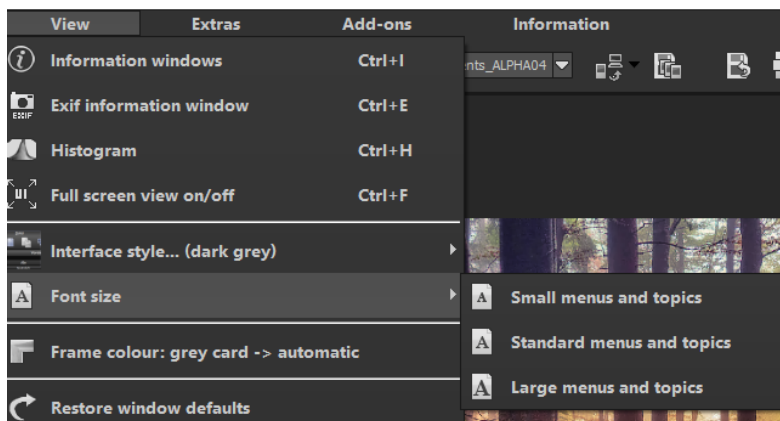 View Extras Add-ons Information
Information windows Ctrl+I
nts_ALPHA04
Exif information window Ctrl+E
EXIF
Histogram Ctrl+H
UI
Full screen view on/off Ctrl+F
Interface style... (dark grey)
A Font size
A Small menus and topics
A Standard menus and topics
Frame colour: grey card -> automatic
A Large menus and topics
Restore window defaults